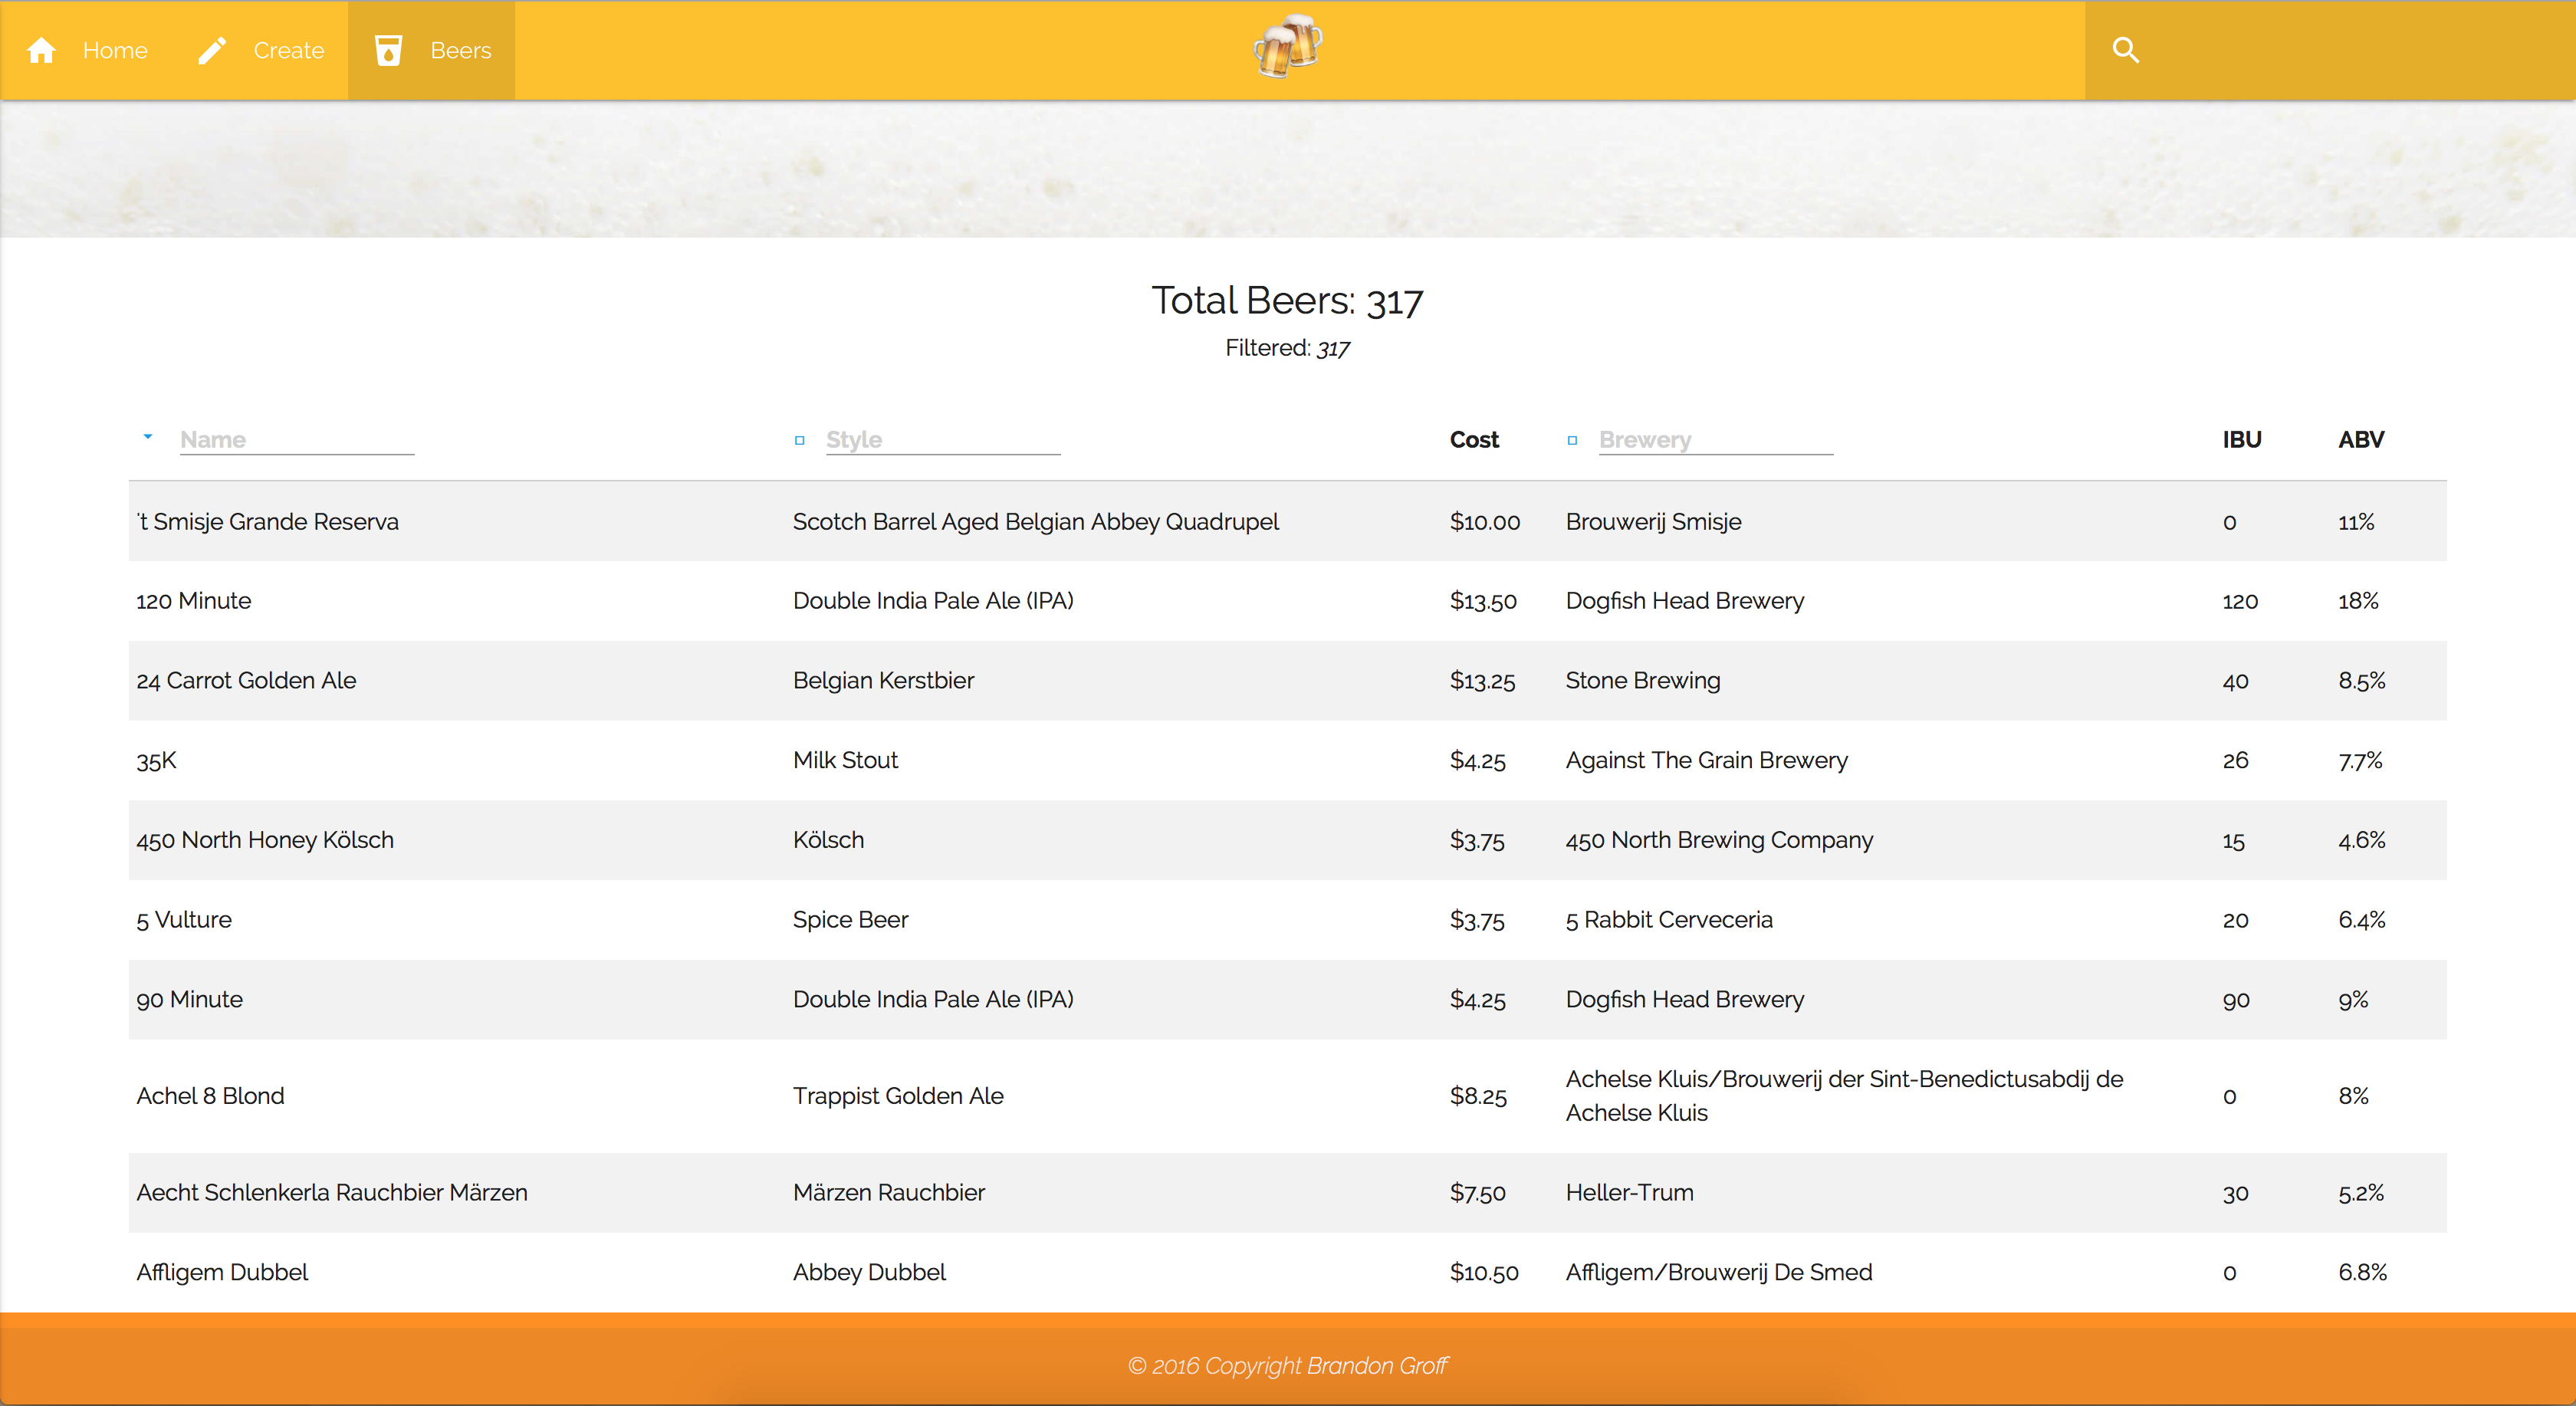 Home Create Beers
Total Beers: 317
Filtered: 317
Name Style Cost Brewery IBU ABV
't Smisje Grande Reserva Scotch Barrel Aged Belgian Abbey Quadrupel $10.00 Brouwerij Smisje 0 11%
120 Minute Double India Pale Ale (IPA) $13.50 Dogfish Head Brewery 120 18%
24 Carrot Golden Ale Belgian Kerstbier $13.25 Stone Brewing 40 8.5%
35K Milk Stout $4.25 Against The Grain Brewery 26 7.7%
450 North Honey Kölsch Kölsch $3.75 450 North Brewing Company 15 4.6%
5 Vulture Spice Beer $3.75 5 Rabbit Cerveceria 20 6.4%
90 Minute Double India Pale Ale (IPA) $4.25 Dogfish Head Brewery 90 9%
Achel 8 Blond Trappist Golden Ale $8.25 Achelse Kluis/Brouwerij der Sint-Benedictusabdij de 0 8%
Achelse Kluis
Aecht Schlenkerla Rauchbier Märzen Märzen Rauchbier $7.50 Heller-Trum 30 5.2%
Affligem Dubbel Abbey Dubbel $10.50 Affligem/Brouwerij De Smed 0 6.8%
© 2016 Copyright Brandon Groff